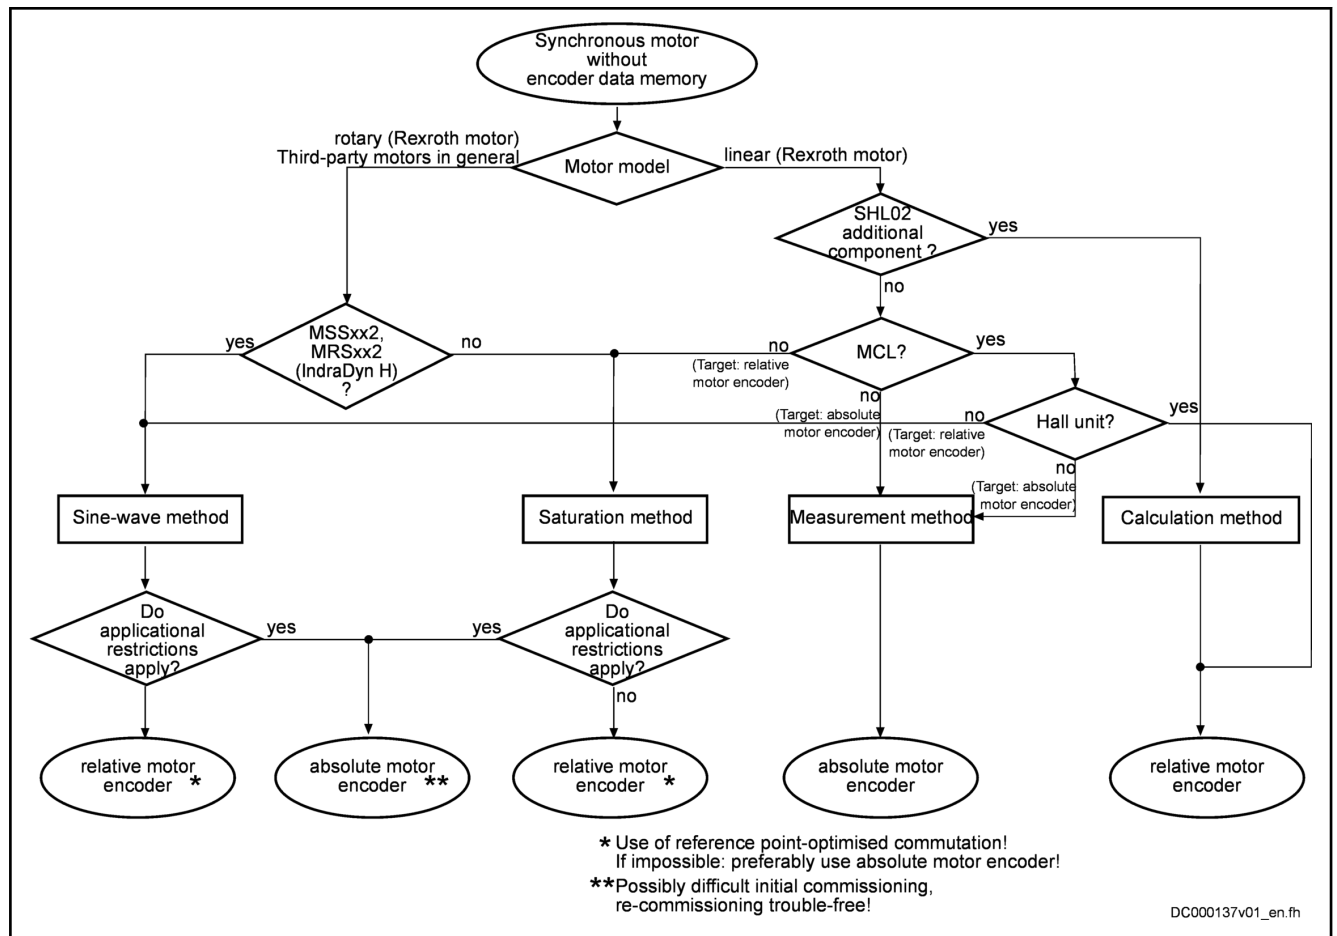 Synchronous motor
without
encoder data memory
rotary (Rexroth motor)
Third-party motors in general
Motor model
linear (Rexroth motor)
SHL02
additional
component ?
yes
no
yes
MSSxx2,
MRSxx2
(IndraDyn H)
?
no
no
(Target: relative
motor encoder)
MCL?
yes
no
(Target: absolute
motor encoder)
no
(Target: relative
motor encoder)
Hall unit?
yes
no
(Target: absolute
motor encoder)
Sine-wave method
Saturation method
Measurement method
Calculation method
Do
applicational
restrictions
apply?
yes
yes
Do
applicational
restrictions
apply?
no
relative motor
encoder *
absolute motor
encoder **
relative motor
encoder *
absolute motor
encoder
relative motor
encoder
* Use of reference point-optimised commutation!
If impossible: preferably use absolute motor encoder!
**Possibly difficult initial commissioning,
re-commissioning trouble-free!
DC000137v01_en.fh